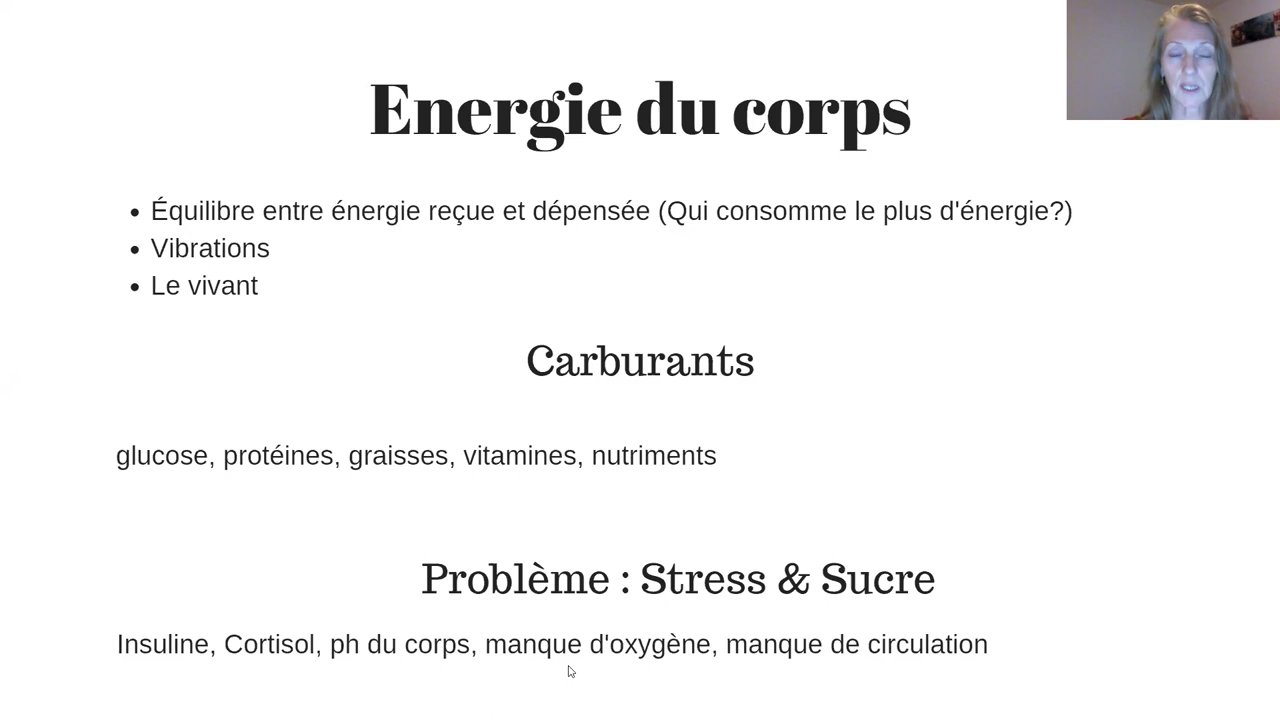 Energie du corps
• Équilibre entre énergie reçue et dépensée (Qui consomme le plus d'énergie?)
• Vibrations
• Le vivant
Carburants
glucose, protéines, graisses, vitamines, nutriments
Problème : Stress & Sucre
Insuline, Cortisol, ph du corps, manque d'oxygène, manque de circulation